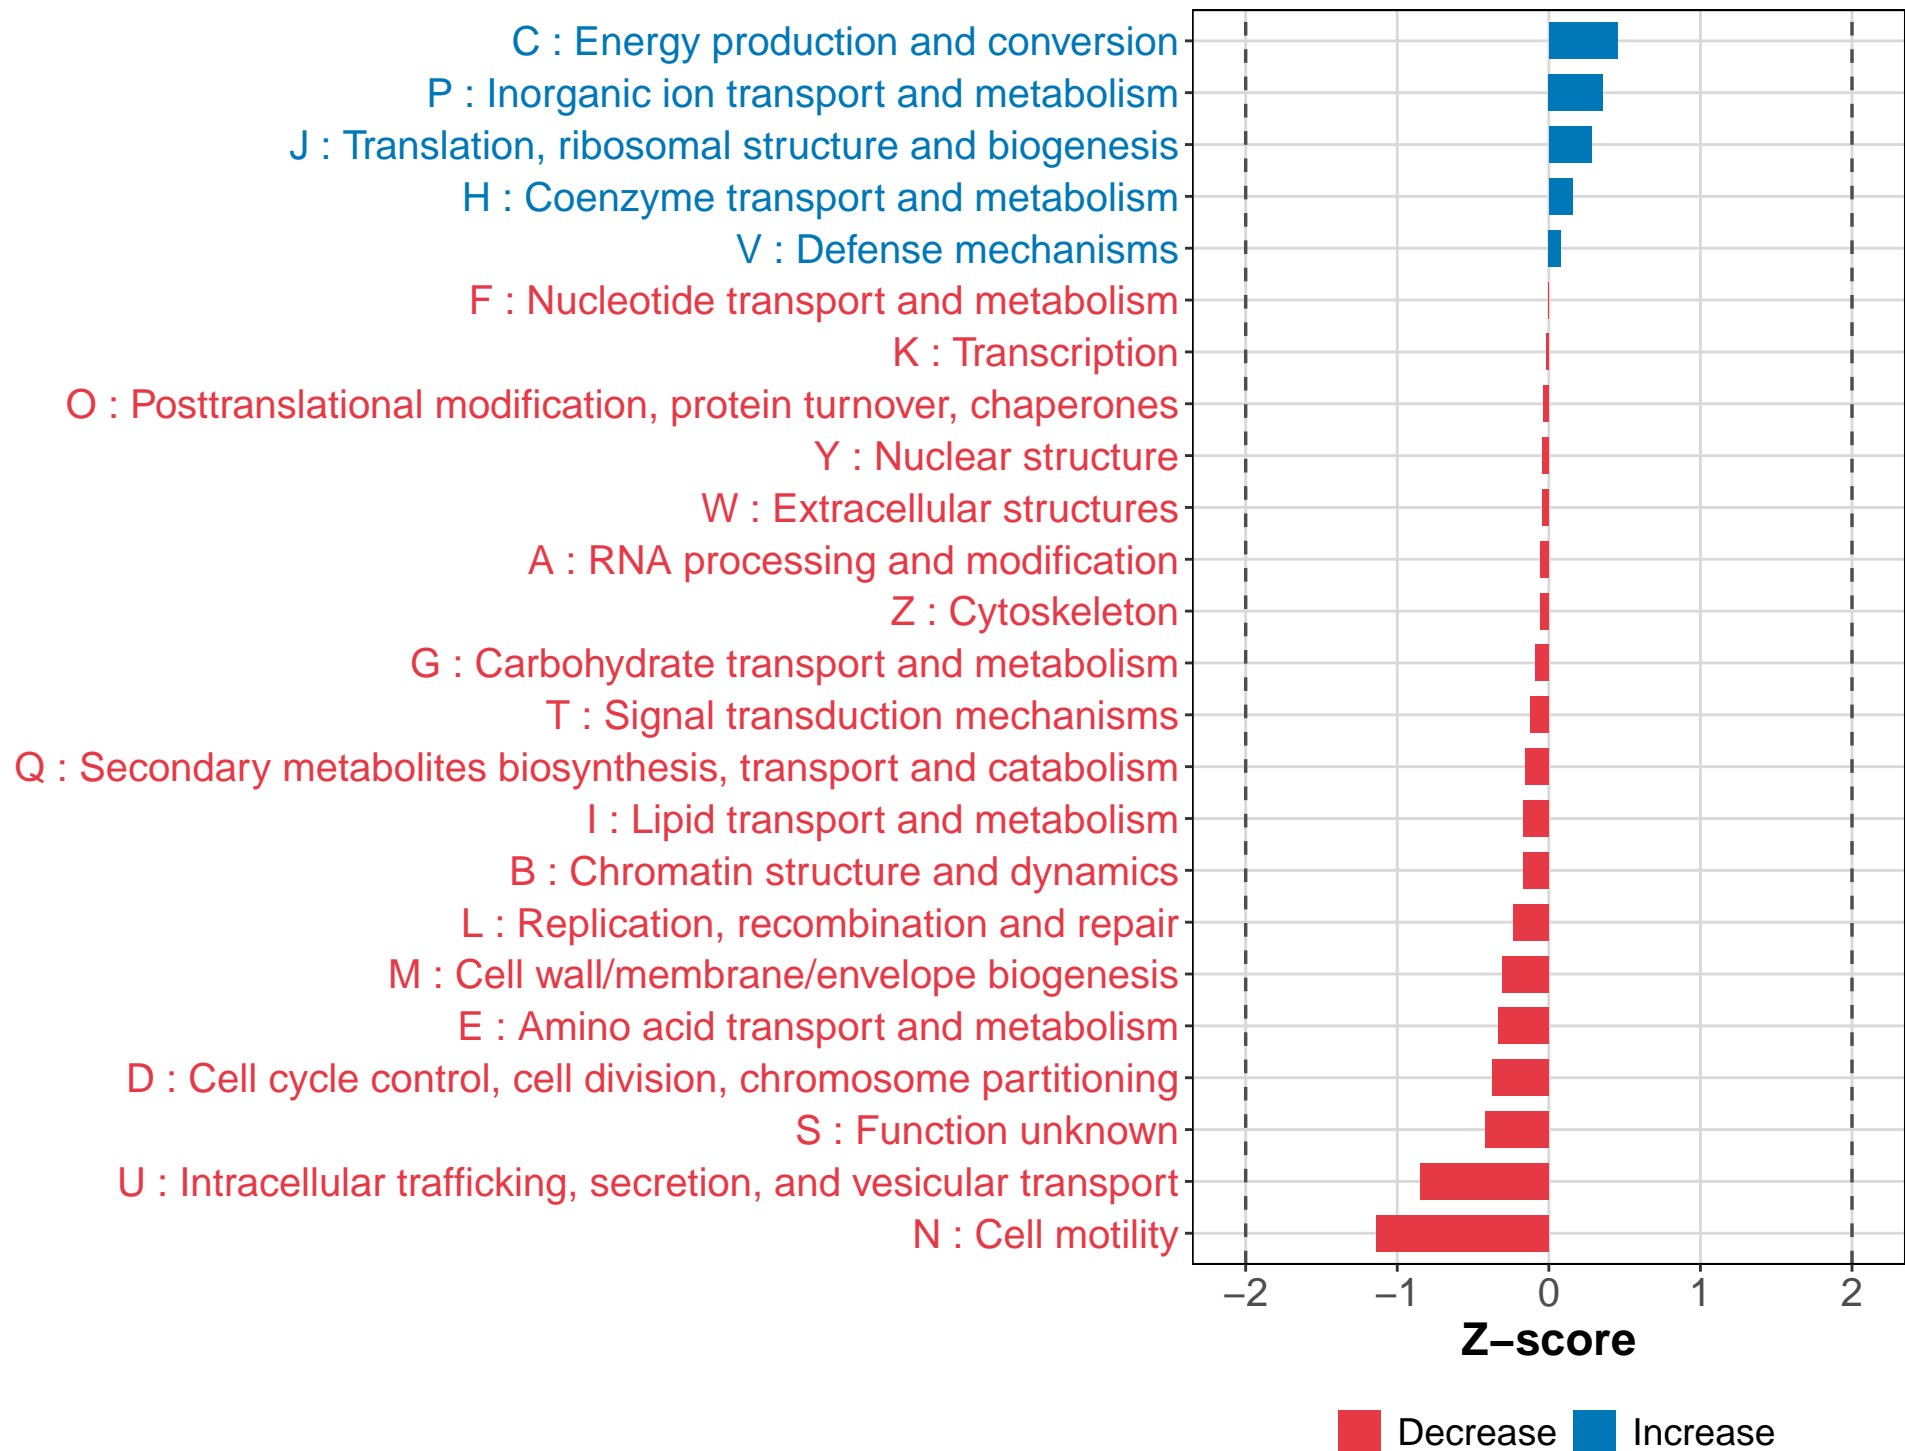 C : Energy production and conversion
P : Inorganic ion transport and metabolism
J : Translation, ribosomal structure and biogenesis
H : Coenzyme transport and metabolism
V : Defense mechanisms
F : Nucleotide transport and metabolism
K : Transcription
O : Posttranslational modification, protein turnover, chaperones
Y : Nuclear structure
W : Extracellular structures
A : RNA processing and modification
Z : Cytoskeleton
G : Carbohydrate transport and metabolism
T : Signal transduction mechanisms
Q : Secondary metabolites biosynthesis, transport and catabolism
I : Lipid transport and metabolism
B : Chromatin structure and dynamics
L : Replication, recombination and repair
M : Cell wall/membrane/envelope biogenesis
E : Amino acid transport and metabolism
D : Cell cycle control, cell division, chromosome partitioning
S : Function unknown
U : Intracellular trafficking, secretion, and vesicular transport
N : Cell motility
−2 −1 0 1 2
Z−score
Decrease Increase